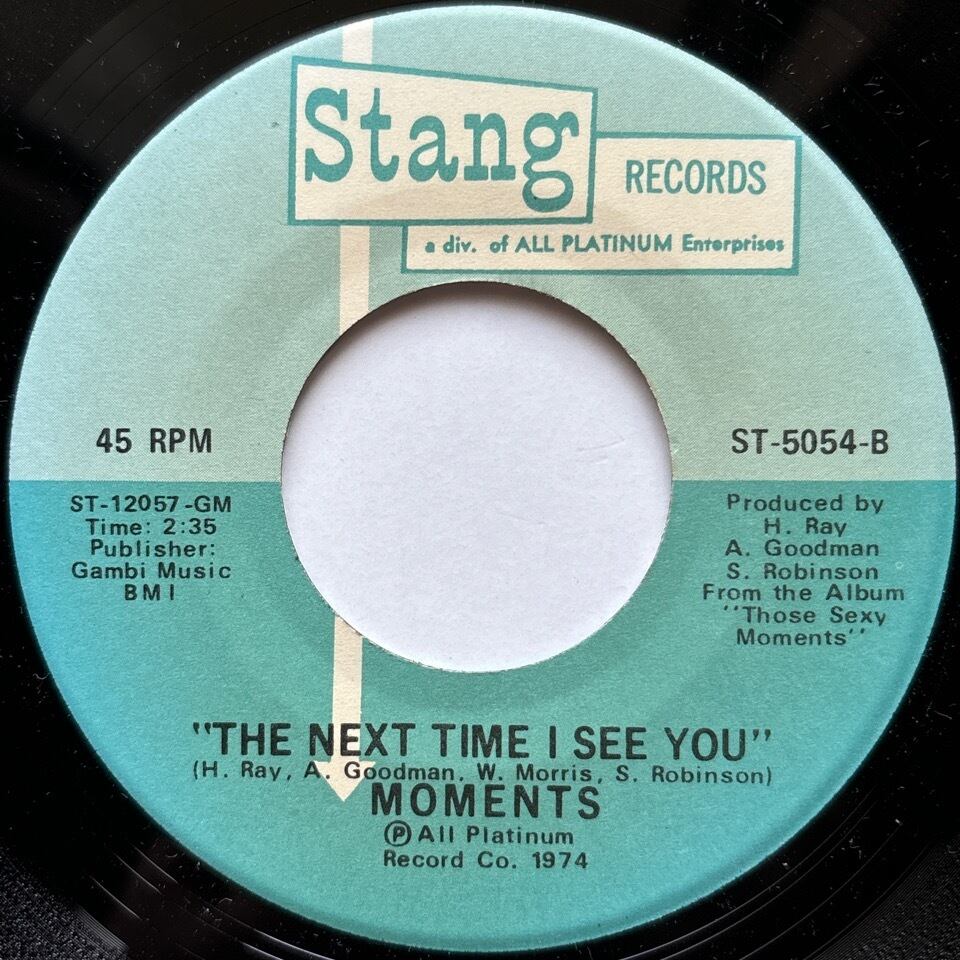 Stang
RECORDS
a div. of ALL PLATINUM Enterprises
45 RPM
ST-5054-B
ST-12057-GM
Time: 2:35
Publisher:
Gambi Music
BMI
Produced by
H. Ray
A. Goodman
S. Robinson
From the Album
"Those Sexy
Moments"
"THE NEXT TIME I SEE YOU"
(H. Ray, A. Goodman, W. Morris, S. Robinson)
MOMENTS
Ⓟ All Platinum
Record Co. 1974